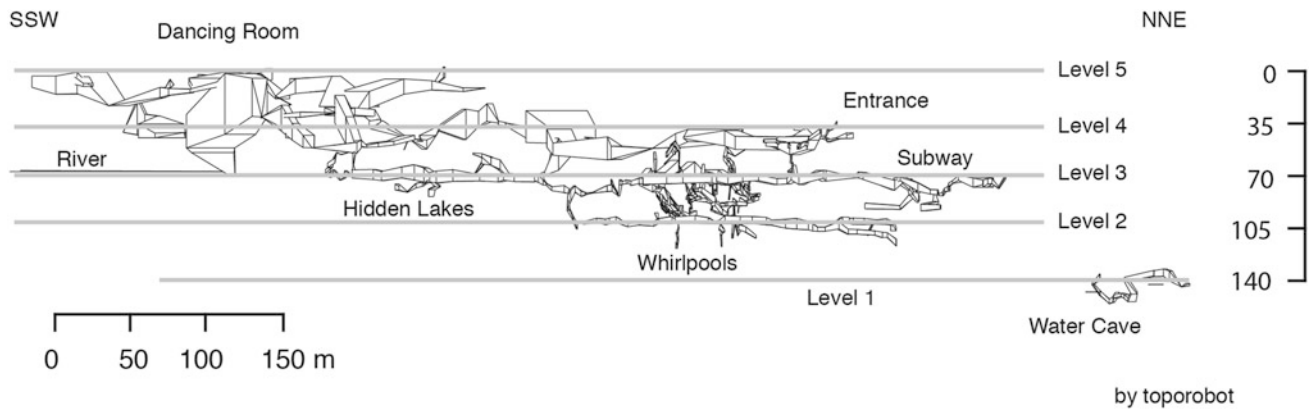 SSW
NNE
Dancing Room
Level 5
0
Entrance
Level 4
35
River
Subway
Level 3
70
Hidden Lakes
Level 2
105
Whirlpools
Level 1
140
Water Cave
0 50 100 150 m
by toporobot